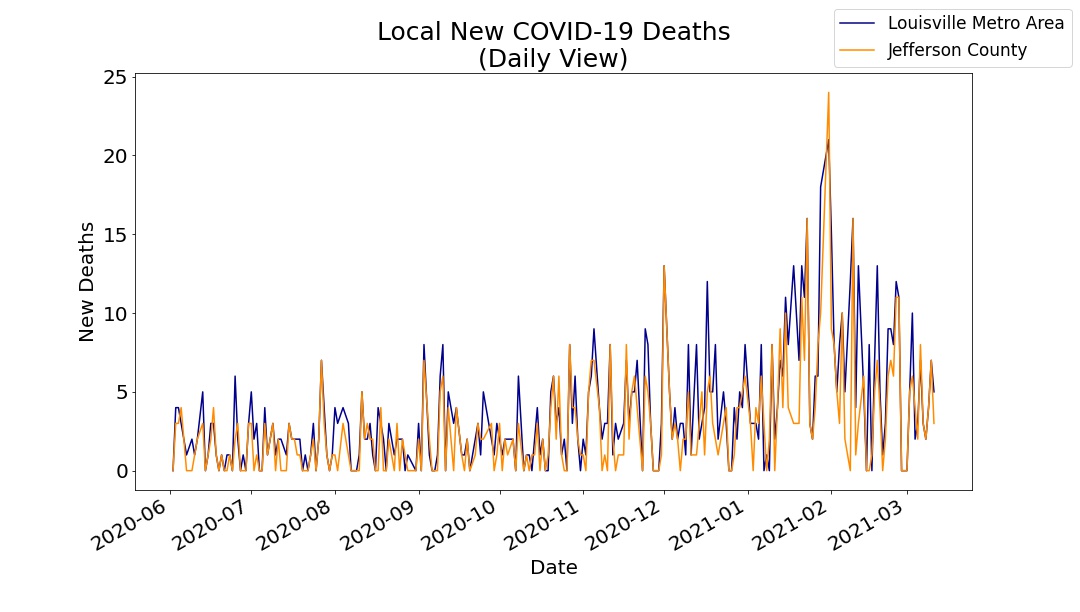 Local New COVID-19 Deaths
(Daily View)
Louisville Metro Area
Jefferson County
New Deaths
25
20
15
10
5
0
2020-06
2020-07
2020-08
2020-09
2020-10
2020-11
2020-12
2021-01
2021-02
2021-03
Date